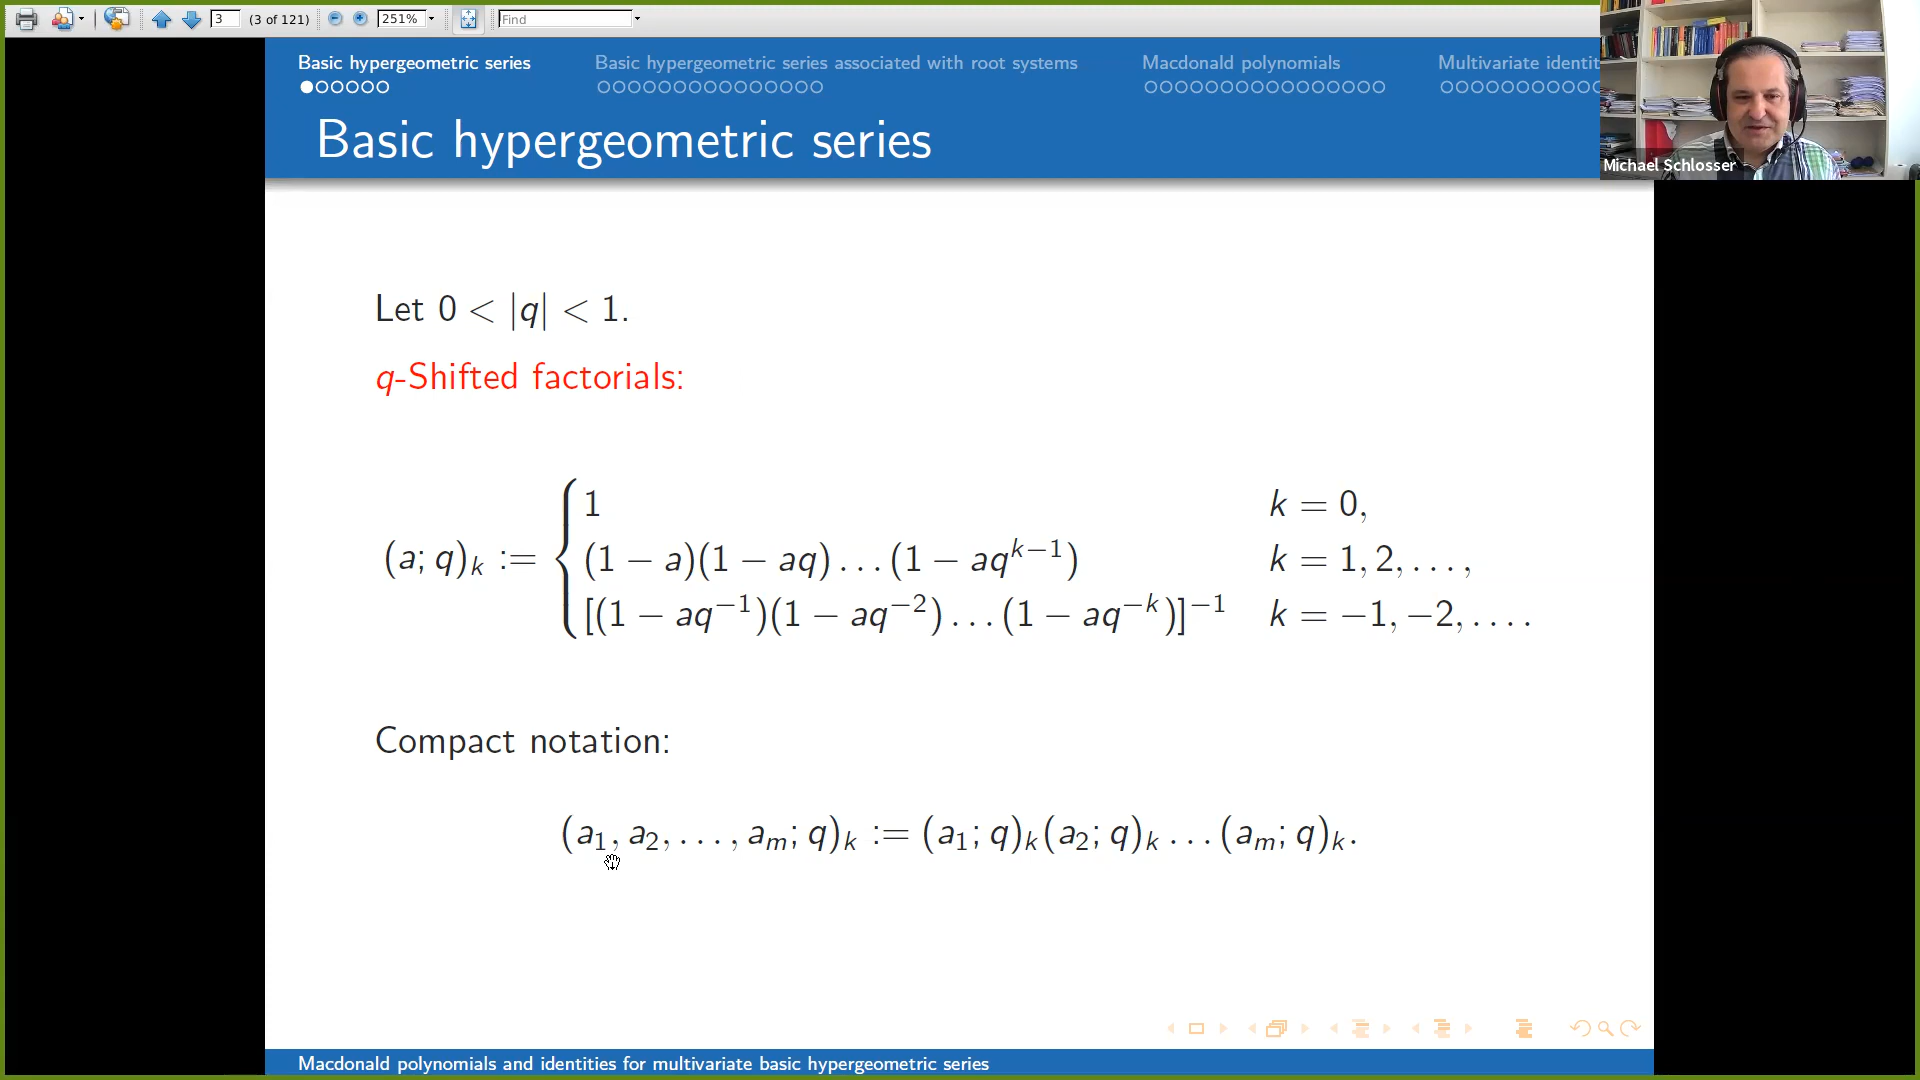 3 (3 of 121) 251% Find
Basic hypergeometric series Basic hypergeometric series associated with root systems Macdonald polynomials Multivariate identit
Basic hypergeometric series
Michael Schlosser
Let 0 < |q| < 1.
q-Shifted factorials:
(a; q)_k := { 1 k = 0,
(1 − a)(1 − aq) . . . (1 − aq^{k−1}) k = 1, 2, . . . ,
[(1 − aq^{−1})(1 − aq^{−2}) . . . (1 − aq^{−k})]^{−1} k = −1, −2, . . . .
Compact notation:
(a_1, a_2, . . . , a_m; q)_k := (a_1; q)_k (a_2; q)_k . . . (a_m; q)_k.
Macdonald polynomials and identities for multivariate basic hypergeometric series